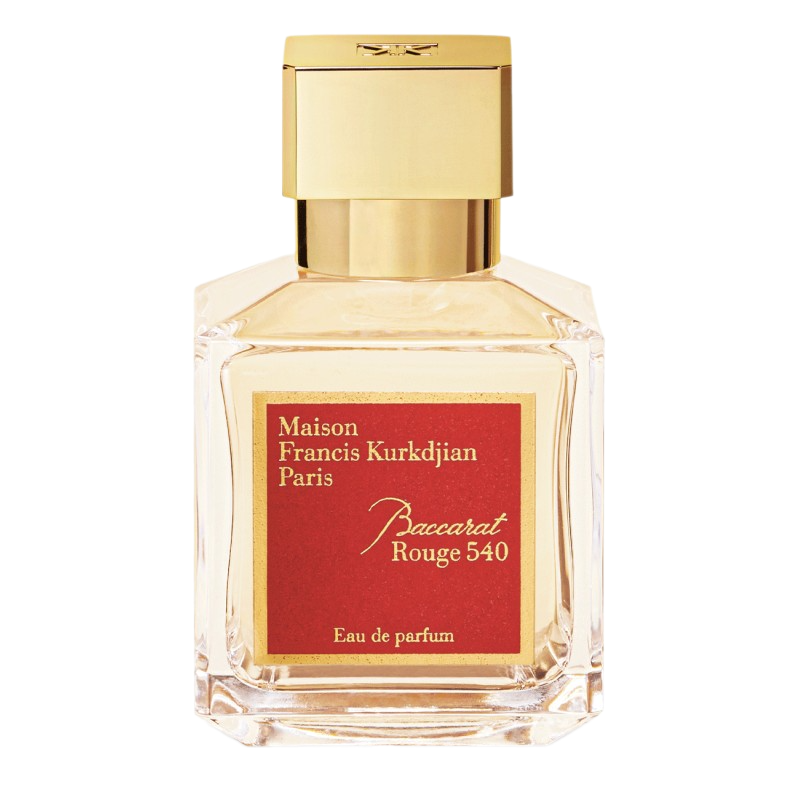 Maison
Francis Kurkdjian
Paris
Baccarat
Rouge 540
Eau de parfum